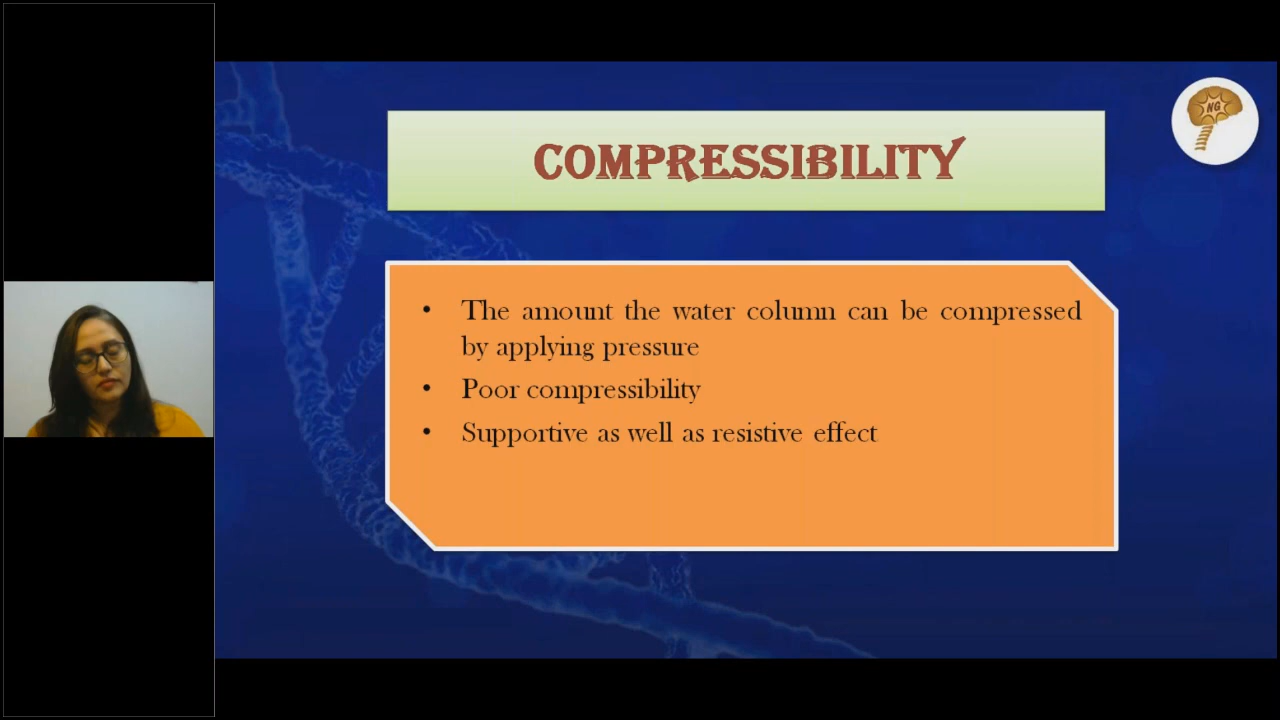 NG
COMPRESSIBILITY
• The amount the water column can be compressed
by applying pressure
• Poor compressibility
• Supportive as well as resistive effect